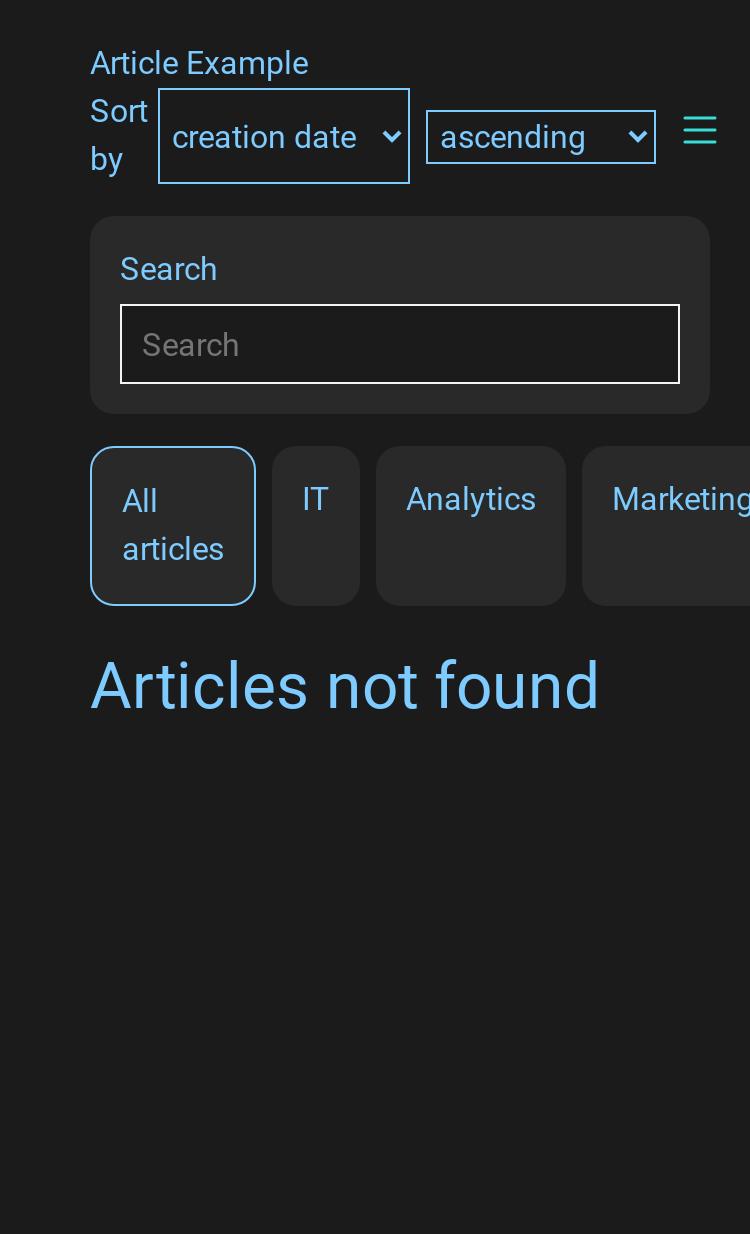 Article Example
Sort by creation date ascending
Search
Search
All articles IT Analytics Marketing
Articles not found